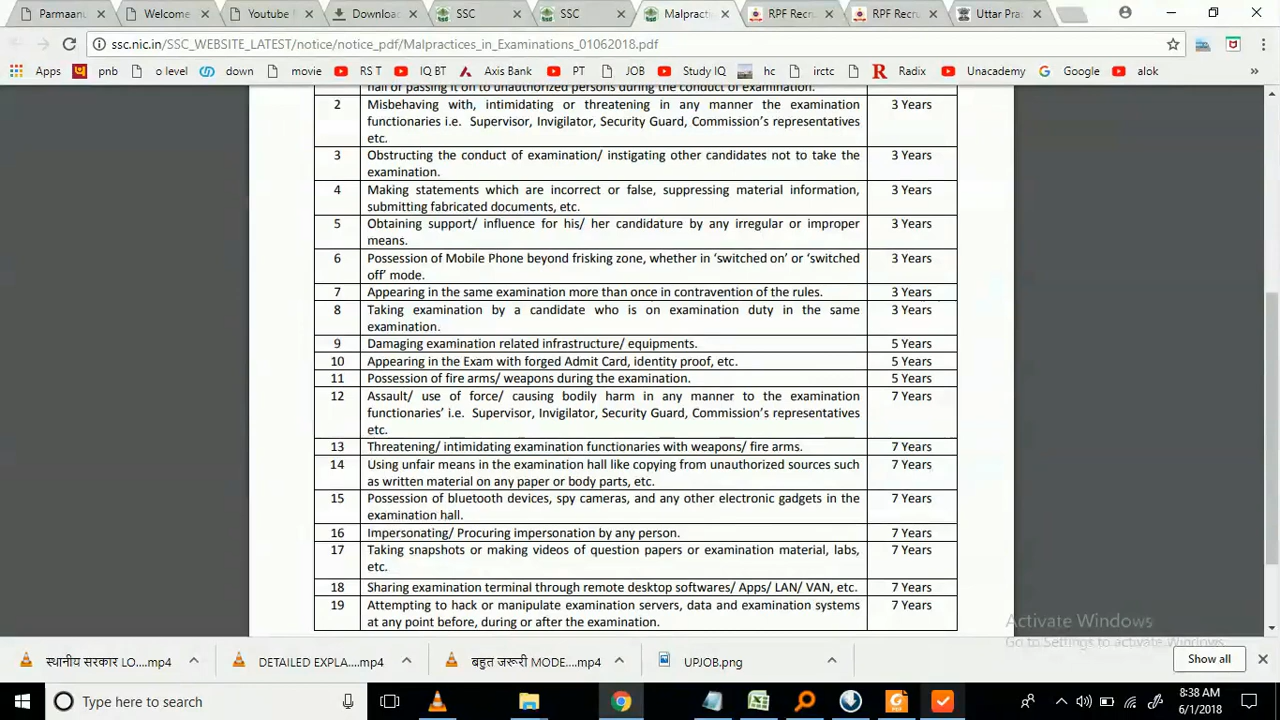 Parmaanu
Welcome
Youtube M
Downloac
SSC
SSC
Malpracti
RPF Recru
RPF Recru
Uttar Pra
ssc.nic.in/SSC_WEBSITE_LATEST/notice/notice_pdf/Malpractices_in_Examinations_01062018.pdf
Apps pnb o level down movie RS T IQ BT Axis Bank PT JOB Study IQ hc irctc Radix Unacademy Google alok »
hall or passing it on to unauthorized persons during the conduct of examination.
2 Misbehaving with, intimidating or threatening in any manner the examination 3 Years
functionaries i.e. Supervisor, Invigilator, Security Guard, Commission's representatives
etc.
3 Obstructing the conduct of examination/ instigating other candidates not to take the 3 Years
examination.
4 Making statements which are incorrect or false, suppressing material information, 3 Years
submitting fabricated documents, etc.
5 Obtaining support/ influence for his/ her candidature by any irregular or improper 3 Years
means.
6 Possession of Mobile Phone beyond frisking zone, whether in 'switched on' or 'switched 3 Years
off' mode.
7 Appearing in the same examination more than once in contravention of the rules. 3 Years
8 Taking examination by a candidate who is on examination duty in the same 3 Years
examination.
9 Damaging examination related infrastructure/ equipments. 5 Years
10 Appearing in the Exam with forged Admit Card, identity proof, etc. 5 Years
11 Possession of fire arms/ weapons during the examination. 5 Years
12 Assault/ use of force/ causing bodily harm in any manner to the examination 7 Years
functionaries' i.e. Supervisor, Invigilator, Security Guard, Commission's representatives
etc.
13 Threatening/ intimidating examination functionaries with weapons/ fire arms. 7 Years
14 Using unfair means in the examination hall like copying from unauthorized sources such 7 Years
as written material on any paper or body parts, etc.
15 Possession of bluetooth devices, spy cameras, and any other electronic gadgets in the 7 Years
examination hall.
16 Impersonating/ Procuring impersonation by any person. 7 Years
17 Taking snapshots or making videos of question papers or examination material, labs, 7 Years
etc.
18 Sharing examination terminal through remote desktop softwares/ Apps/ LAN/ VAN, etc. 7 Years
19 Attempting to hack or manipulate examination servers, data and examination systems 7 Years
at any point before, during or after the examination.
Activate Windows
Go to Settings to activate Windows.
स्थानीय सरकार LO....mp4 DETAILED EXPLA....mp4 बहुत जरूरी MODE....mp4 UPJOB.png Show all
Type here to search
8:38 AM
6/1/2018